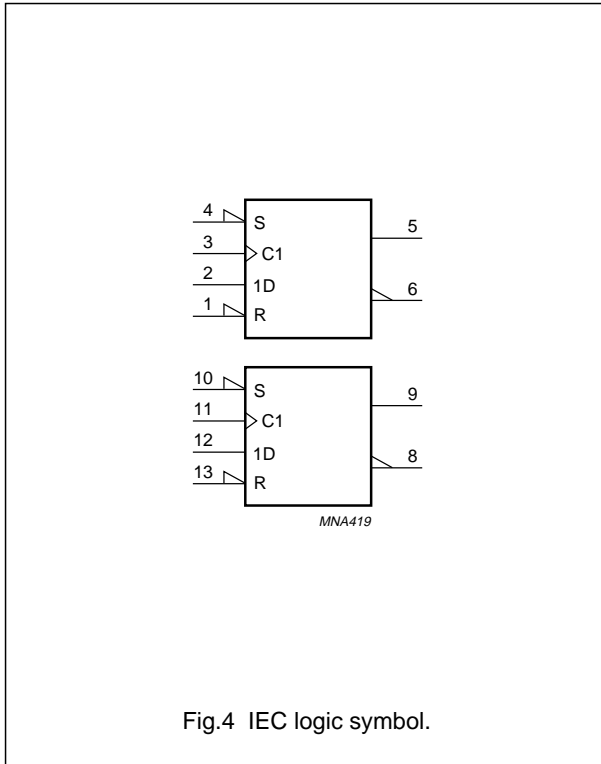 4 S 5
3 C1
2 1D 6
1 R
10 S 9
11 C1
12 1D 8
13 R
MNA419
Fig.4 IEC logic symbol.